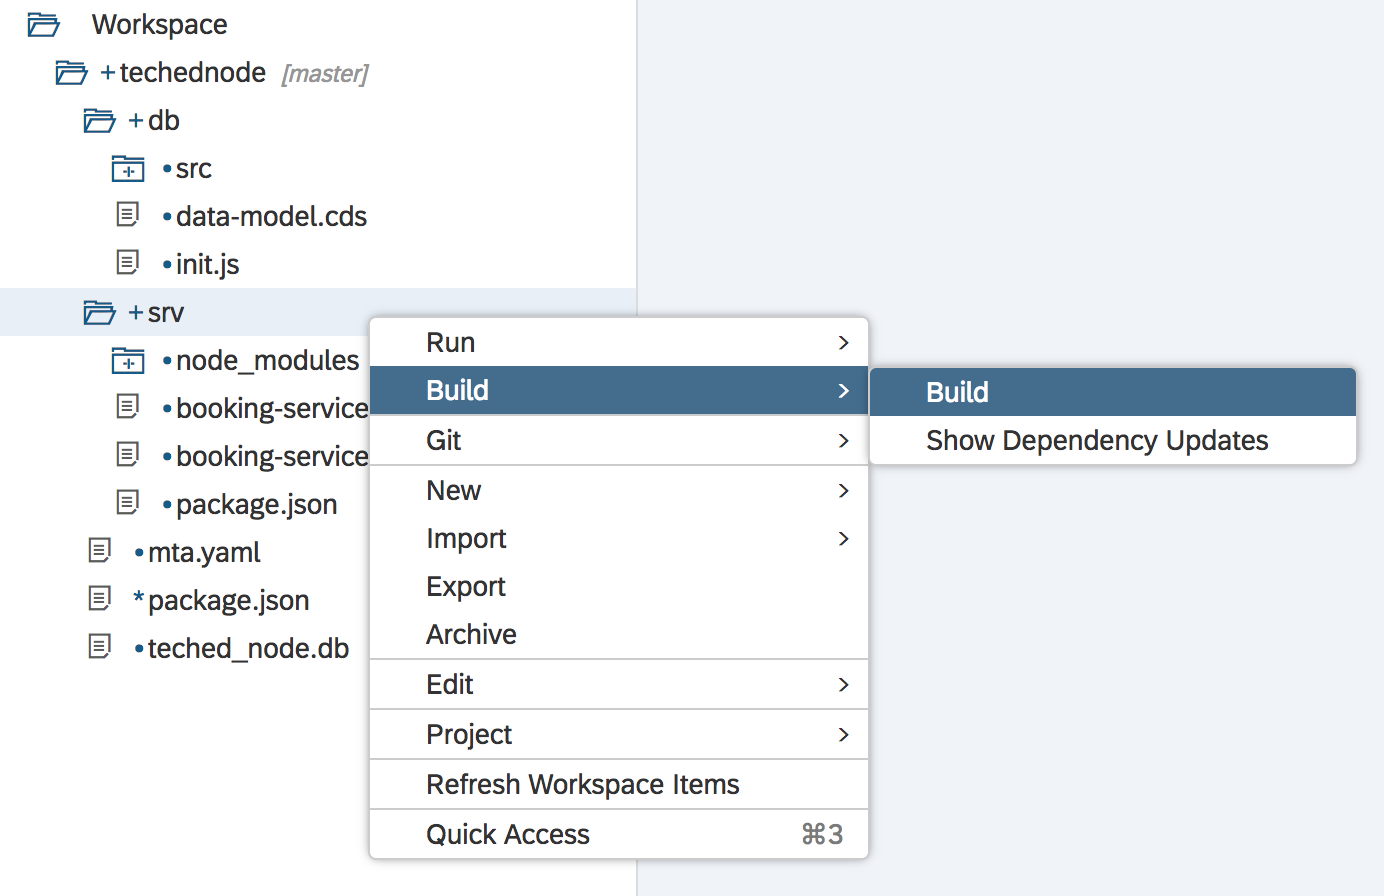 Workspace
+techednode [master]
+db
•src
•data-model.cds
•init.js
+srv
•node_modules
•booking-service
•booking-service
•package.json
•mta.yaml
*package.json
•teched_node.db
Run >
Build >
Git >
New >
Import >
Export
Archive
Edit >
Project >
Refresh Workspace Items
Quick Access ⌘3
Build
Show Dependency Updates